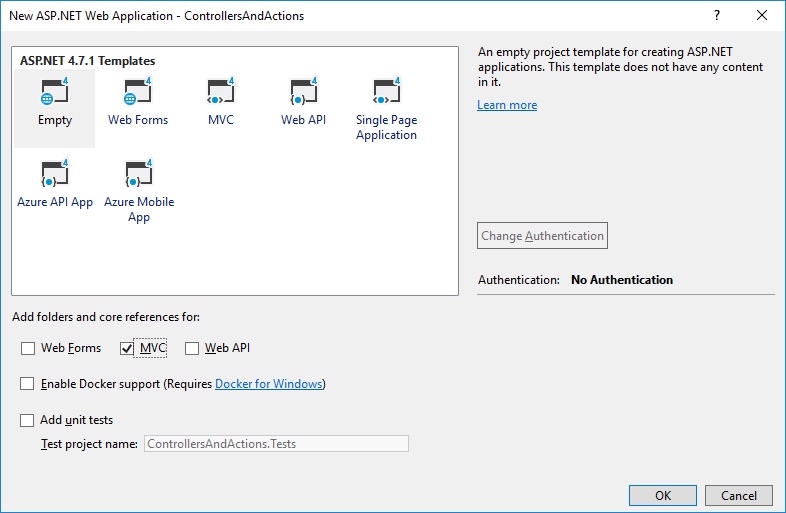 New ASP.NET Web Application - ControllersAndActions
ASP.NET 4.7.1 Templates
4 4 4 4 4
Empty Web Forms MVC Web API Single Page
Application
4 4
Azure API App Azure Mobile
App
An empty project template for creating ASP.NET
applications. This template does not have any content
in it.
Learn more
Change Authentication
Authentication: No Authentication
Add folders and core references for:
Web Forms MVC Web API
Enable Docker support (Requires Docker for Windows)
Add unit tests
Test project name: ControllersAndActions.Tests
OK Cancel